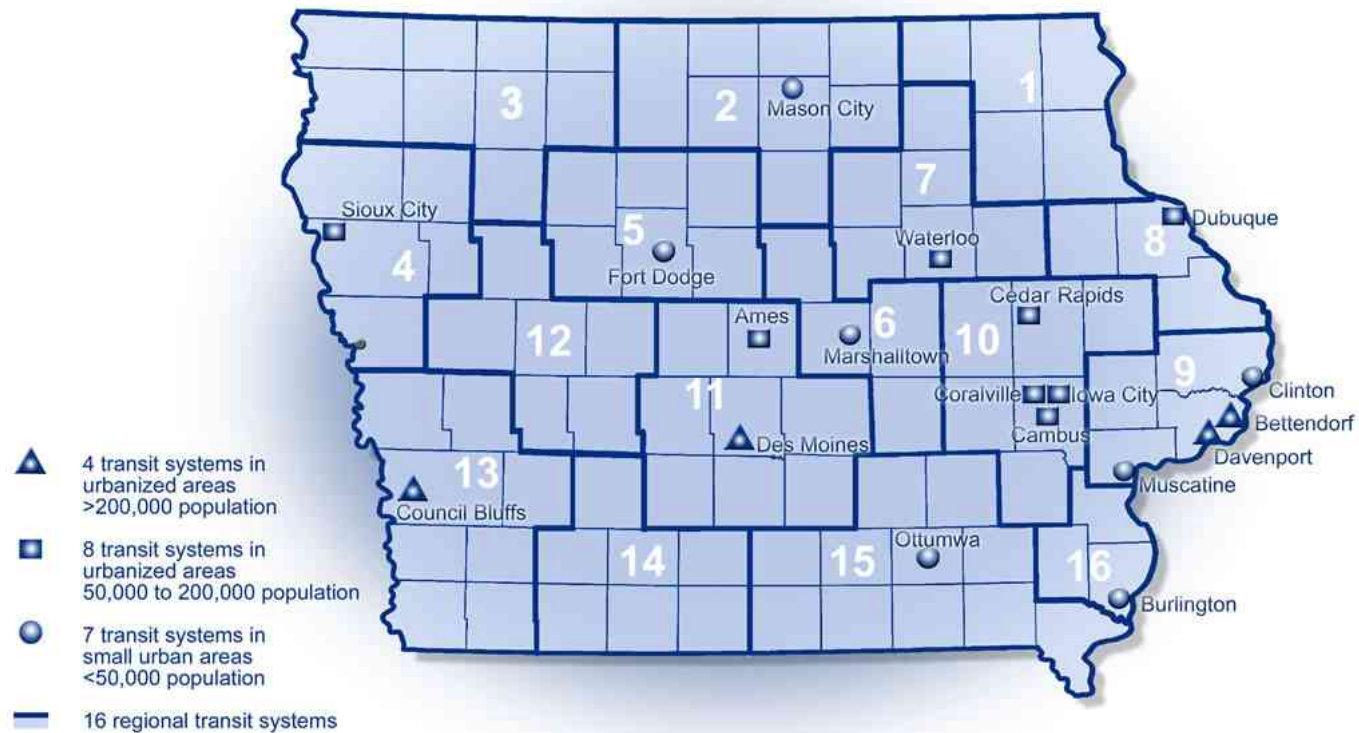 1
3
2
Mason City
7
Sioux City
Dubuque
5
8
Waterloo
4
Fort Dodge
Cedar Rapids
Ames
6
12
10
Marshalltown
9
11
Clinton
Coralville
Iowa City
Bettendorf
Cambus
Des Moines
Davenport
4 transit systems in
urbanized areas
>200,000 population
13
Muscatine
Council Bluffs
8 transit systems in
urbanized areas
50,000 to 200,000 population
Ottumwa
14
15
16
Burlington
7 transit systems in
small urban areas
<50,000 population
16 regional transit systems